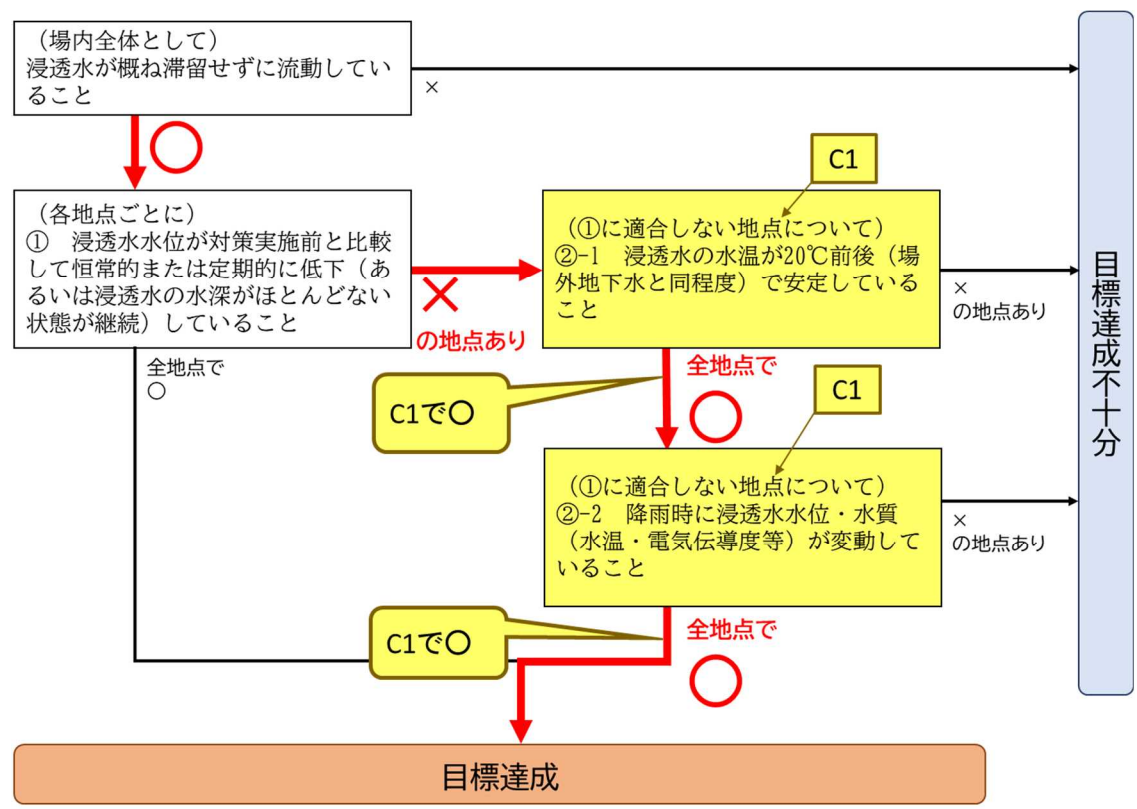 （場内全体として）
浸透水が概ね滞留せずに流動してい
ること
×
○
C1
（各地点ごとに）
① 浸透水水位が対策実施前と比較
して恒常的または定期的に低下（あ
るいは浸透水の水深がほとんどない
状態が継続）していること
×
の地点あり
（①に適合しない地点について）
②-1 浸透水の水温が20℃前後（場
外地下水と同程度）で安定している
こと
×
の地点あり
目標達成不十分
全地点で
○
C1で○
全地点で
○
C1
（①に適合しない地点について）
②-2 降雨時に浸透水水位・水質
（水温・電気伝導度等）が変動して
いること
×
の地点あり
C1で○
全地点で
○
目標達成